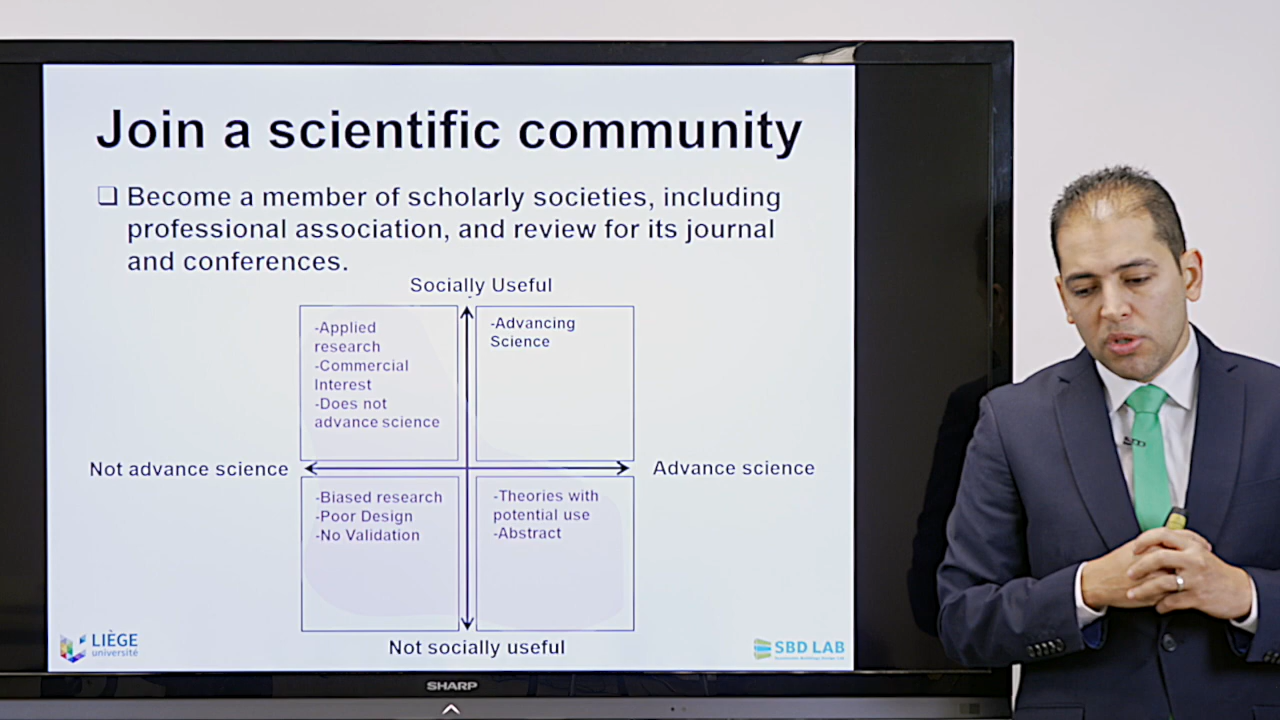 Join a scientific community
❑ Become a member of scholarly societies, including
professional association, and review for its journal
and conferences.
Socially Useful
-Applied
research
-Commercial
Interest
-Does not
advance science
-Advancing
Science
Not advance science
Advance science
-Biased research
-Poor Design
-No Validation
-Theories with
potential use
-Abstract
Not socially useful
LIÈGE
université
SBD LAB
SHARP